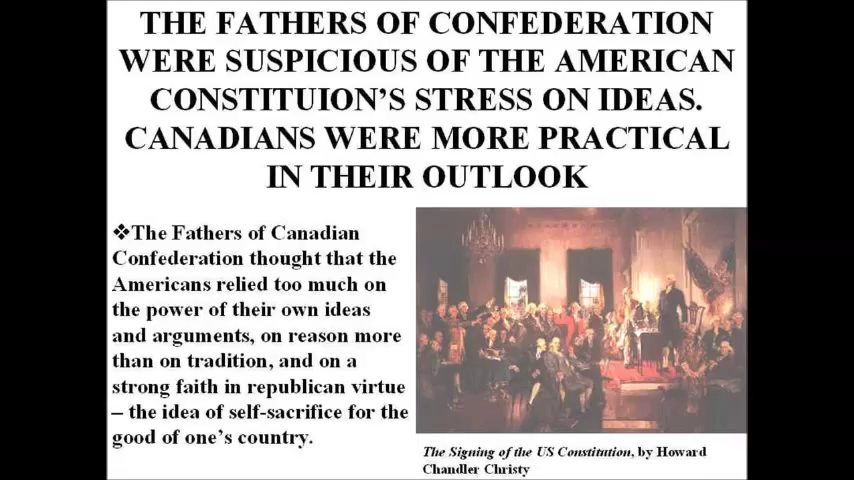 THE FATHERS OF CONFEDERATION
WERE SUSPICIOUS OF THE AMERICAN
CONSTITUION’S STRESS ON IDEAS.
CANADIANS WERE MORE PRACTICAL
IN THEIR OUTLOOK
❖The Fathers of Canadian
Confederation thought that the
Americans relied too much on
the power of their own ideas
and arguments, on reason more
than on tradition, and on a
strong faith in republican virtue
– the idea of self-sacrifice for the
good of one’s country.
The Signing of the US Constitution, by Howard
Chandler Christy